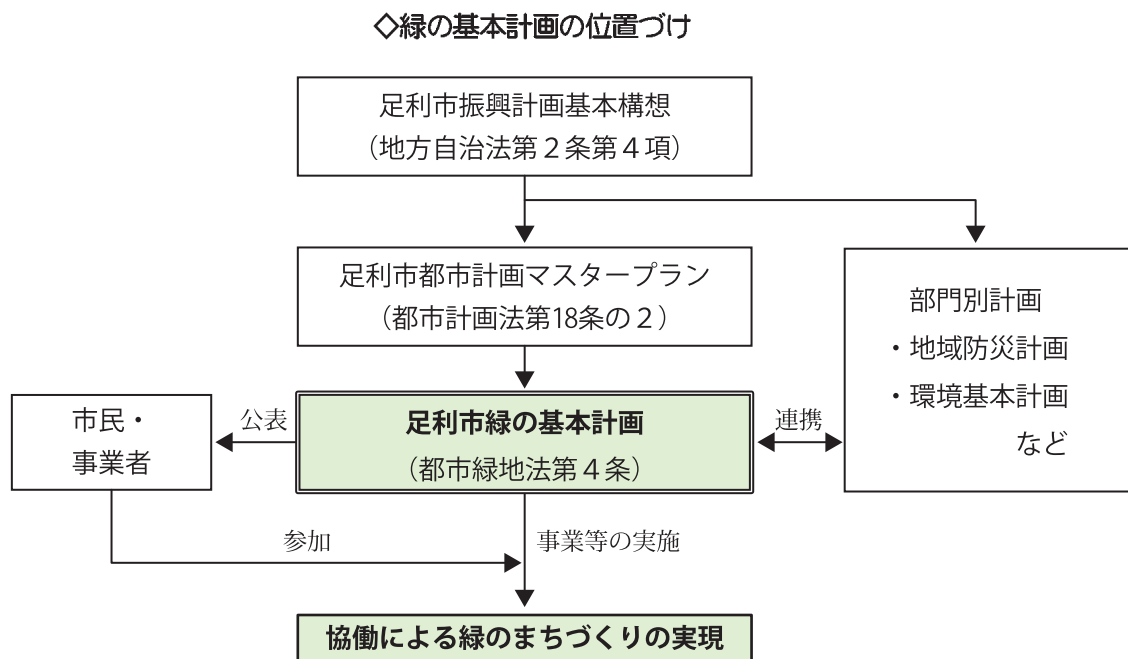 ◇緑の基本計画の位置づけ
足利市振興計画基本構想
（地方自治法第２条第４項）
足利市都市計画マスタープラン
（都市計画法第18条の２）
部門別計画
・地域防災計画
・環境基本計画
など
市民・
事業者
公表
足利市緑の基本計画
（都市緑地法第４条）
連携
参加
事業等の実施
協働による緑のまちづくりの実現